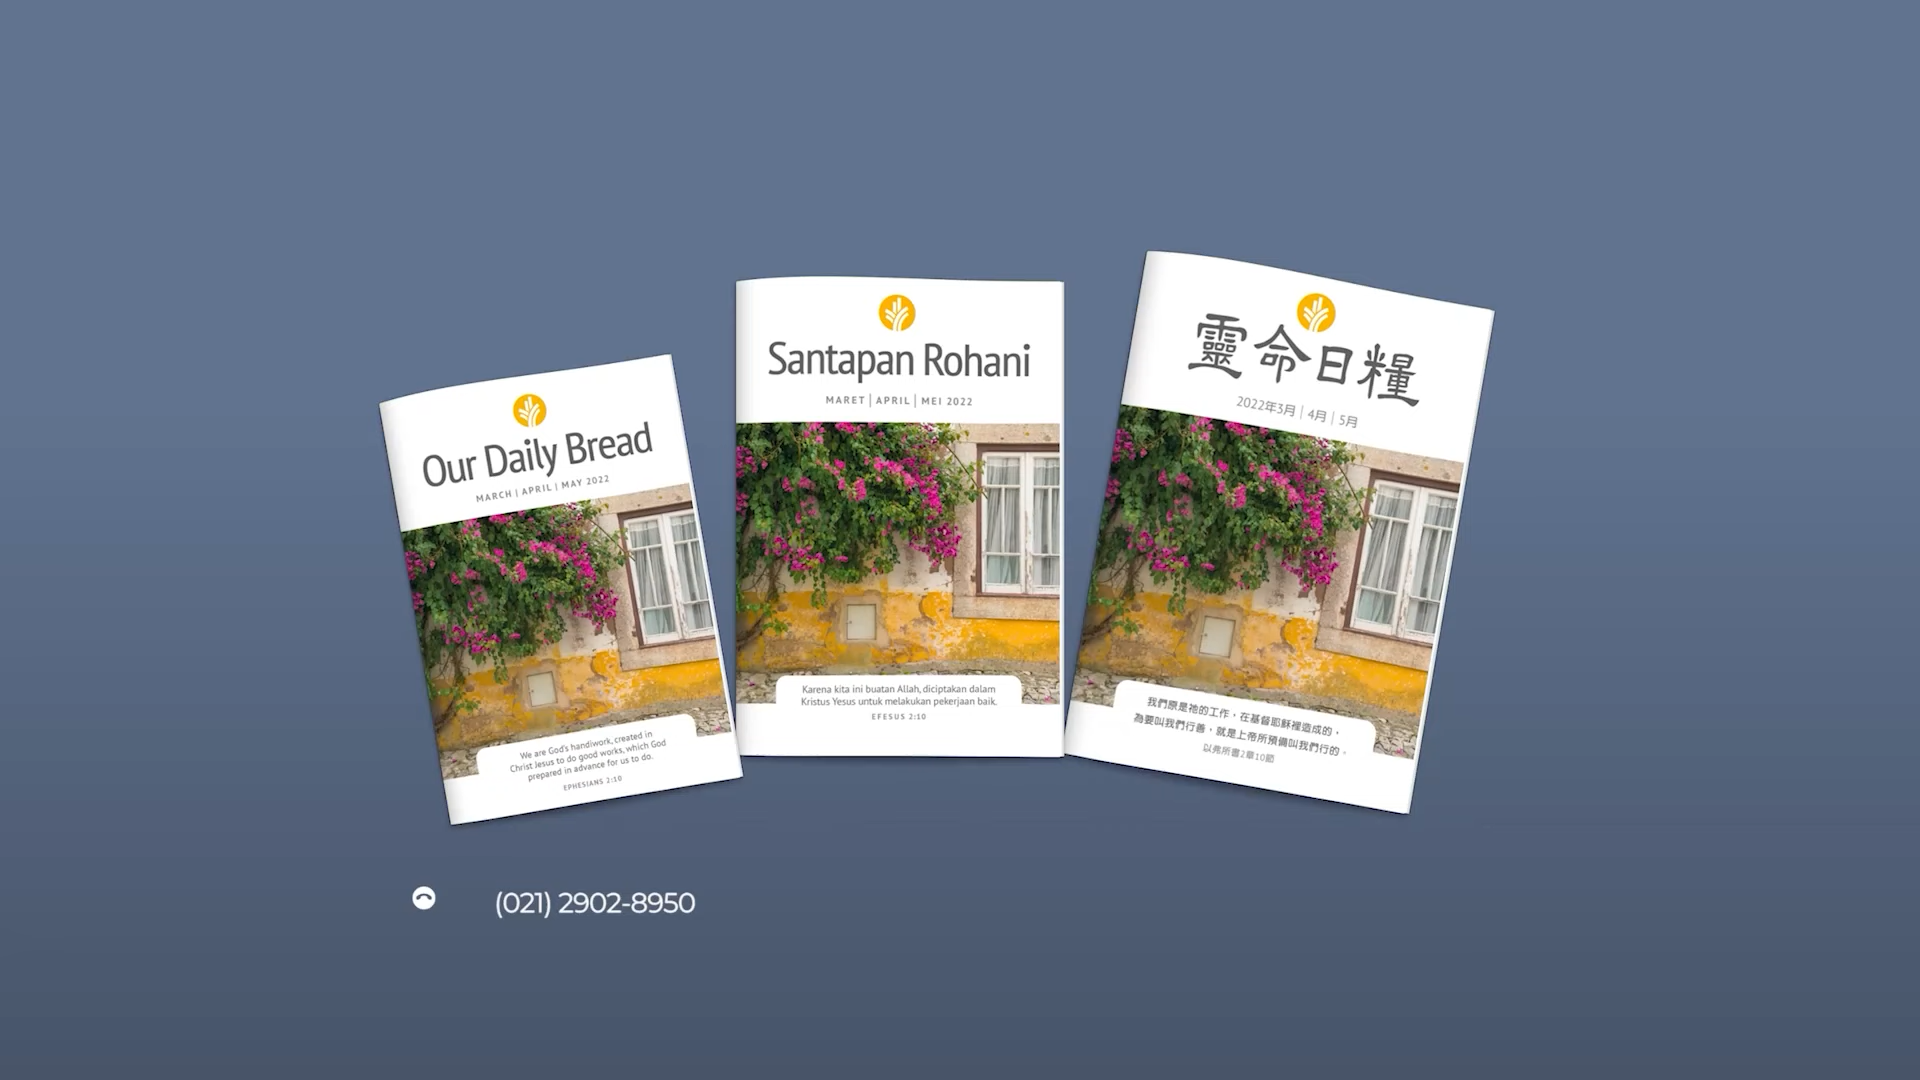 Our Daily Bread
MARCH | APRIL | MAY 2022
We are God's handiwork, created in
Christ Jesus to do good works, which God
prepared in advance for us to do.
EPHESIANS 2:10
Santapan Rohani
MARET | APRIL | MEI 2022
Karena kita ini buatan Allah, diciptakan dalam
Kristus Yesus untuk melakukan pekerjaan baik.
EFESUS 2:10
靈命日糧
2022年3月 | 4月 | 5月
我們原是祂的工作，在基督耶穌裡造成的，
為要叫我們行善，就是上帝所預備叫我們行的。
以弗所書2章10節
(021) 2902-8950